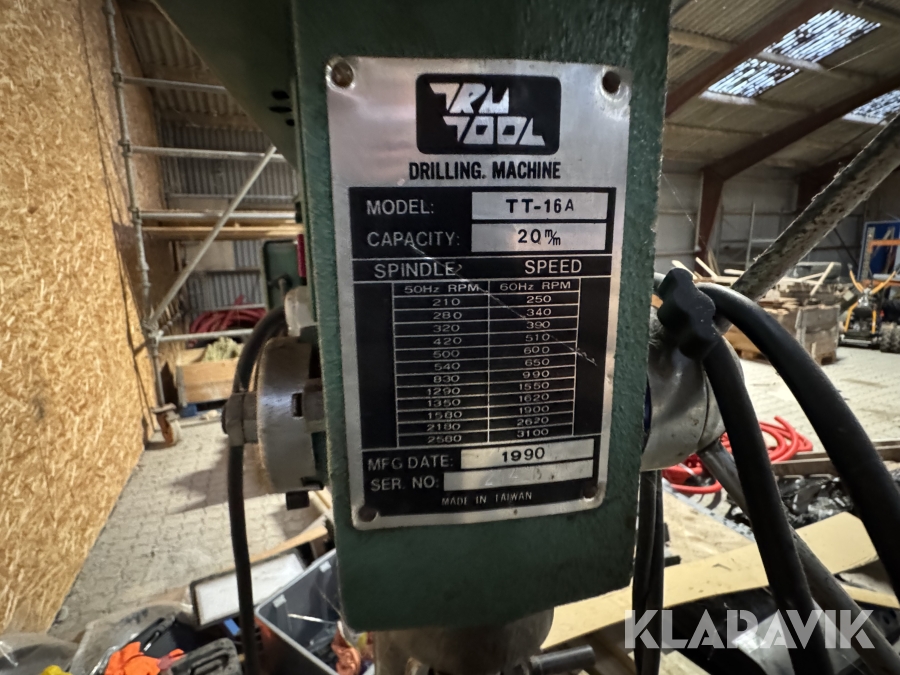 TRU
TOOL
DRILLING. MACHINE
MODEL: TT-16A
CAPACITY: 20 m/m
SPINDLE SPEED
50Hz RPM 60Hz RPM
210 250
280 340
320 390
420 510
500 600
540 650
830 990
1290 1550
1350 1620
1580 1900
2180 2620
2580 3100
MFG DATE: 1990
SER. NO:
MADE IN TAIWAN
KLARAVIK